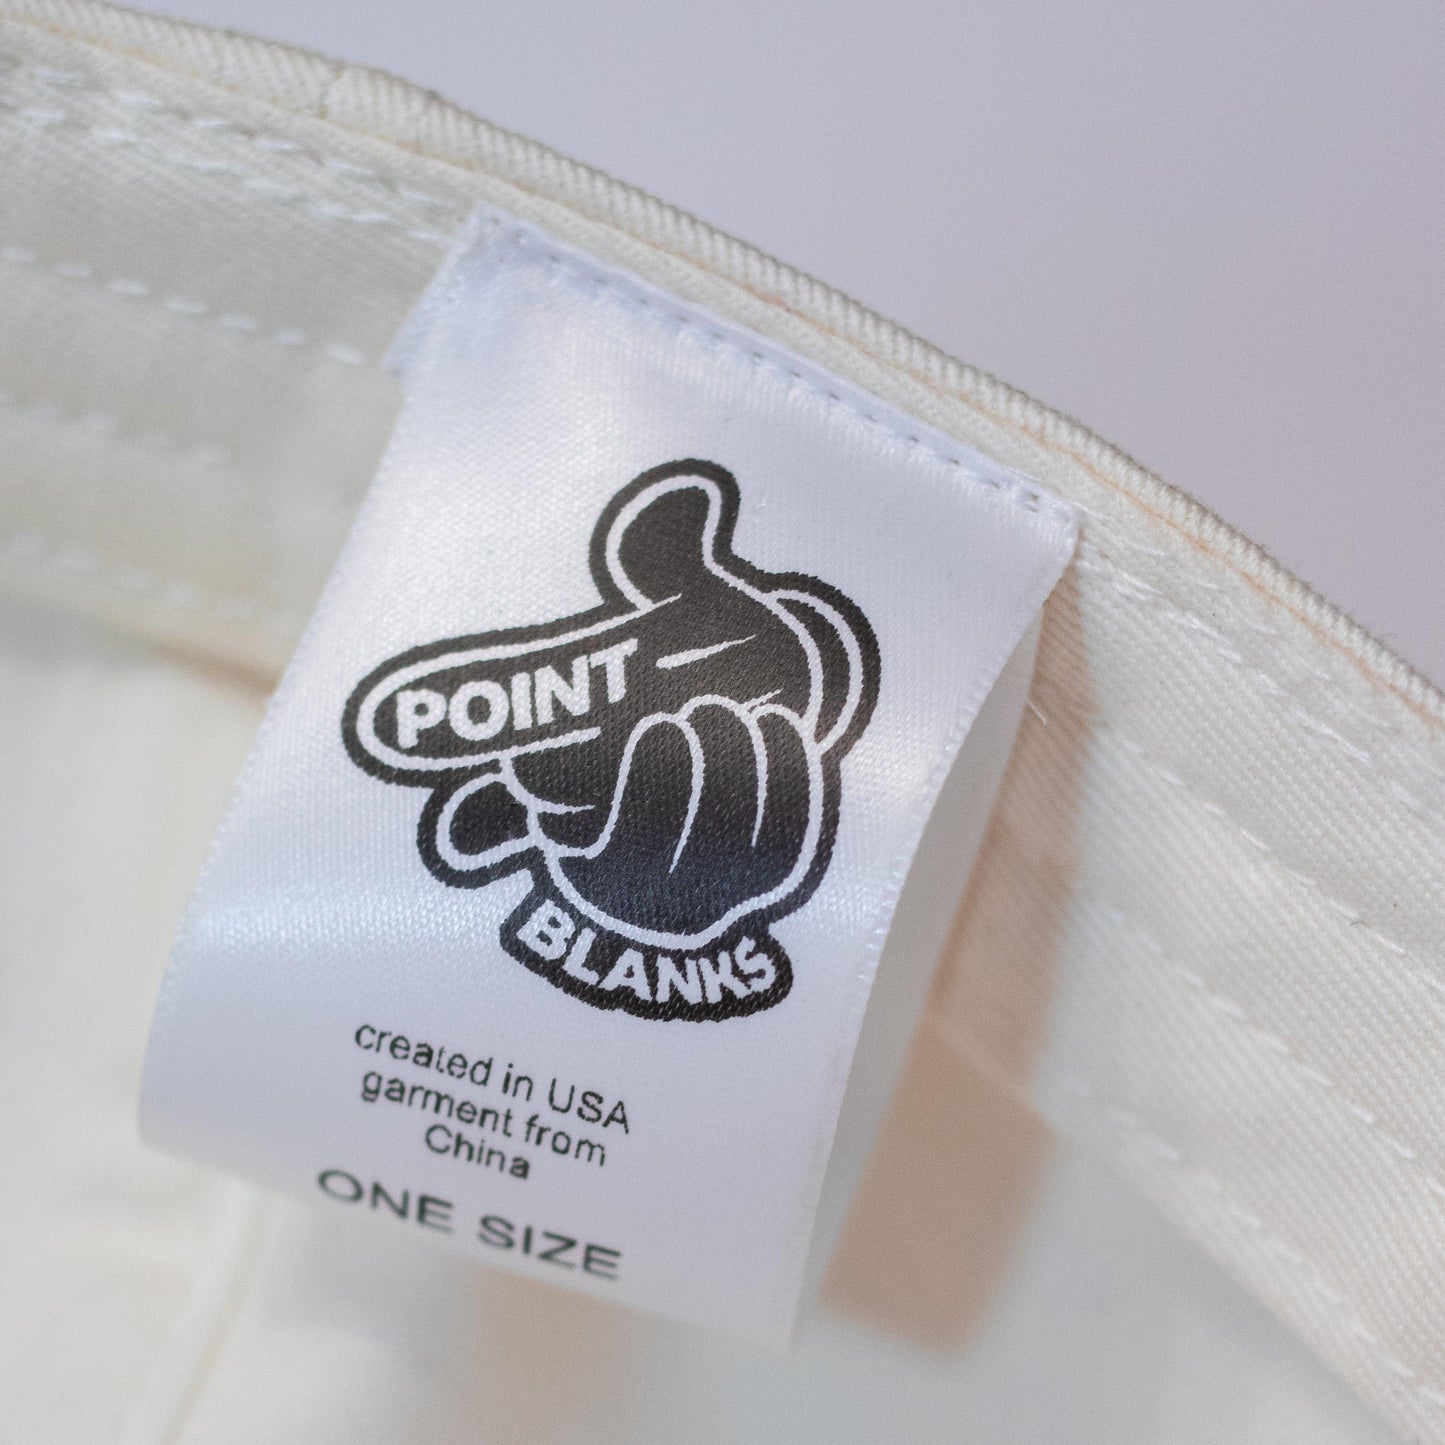 POINT
BLANKS
created in USA
garment from
China
ONE SIZE